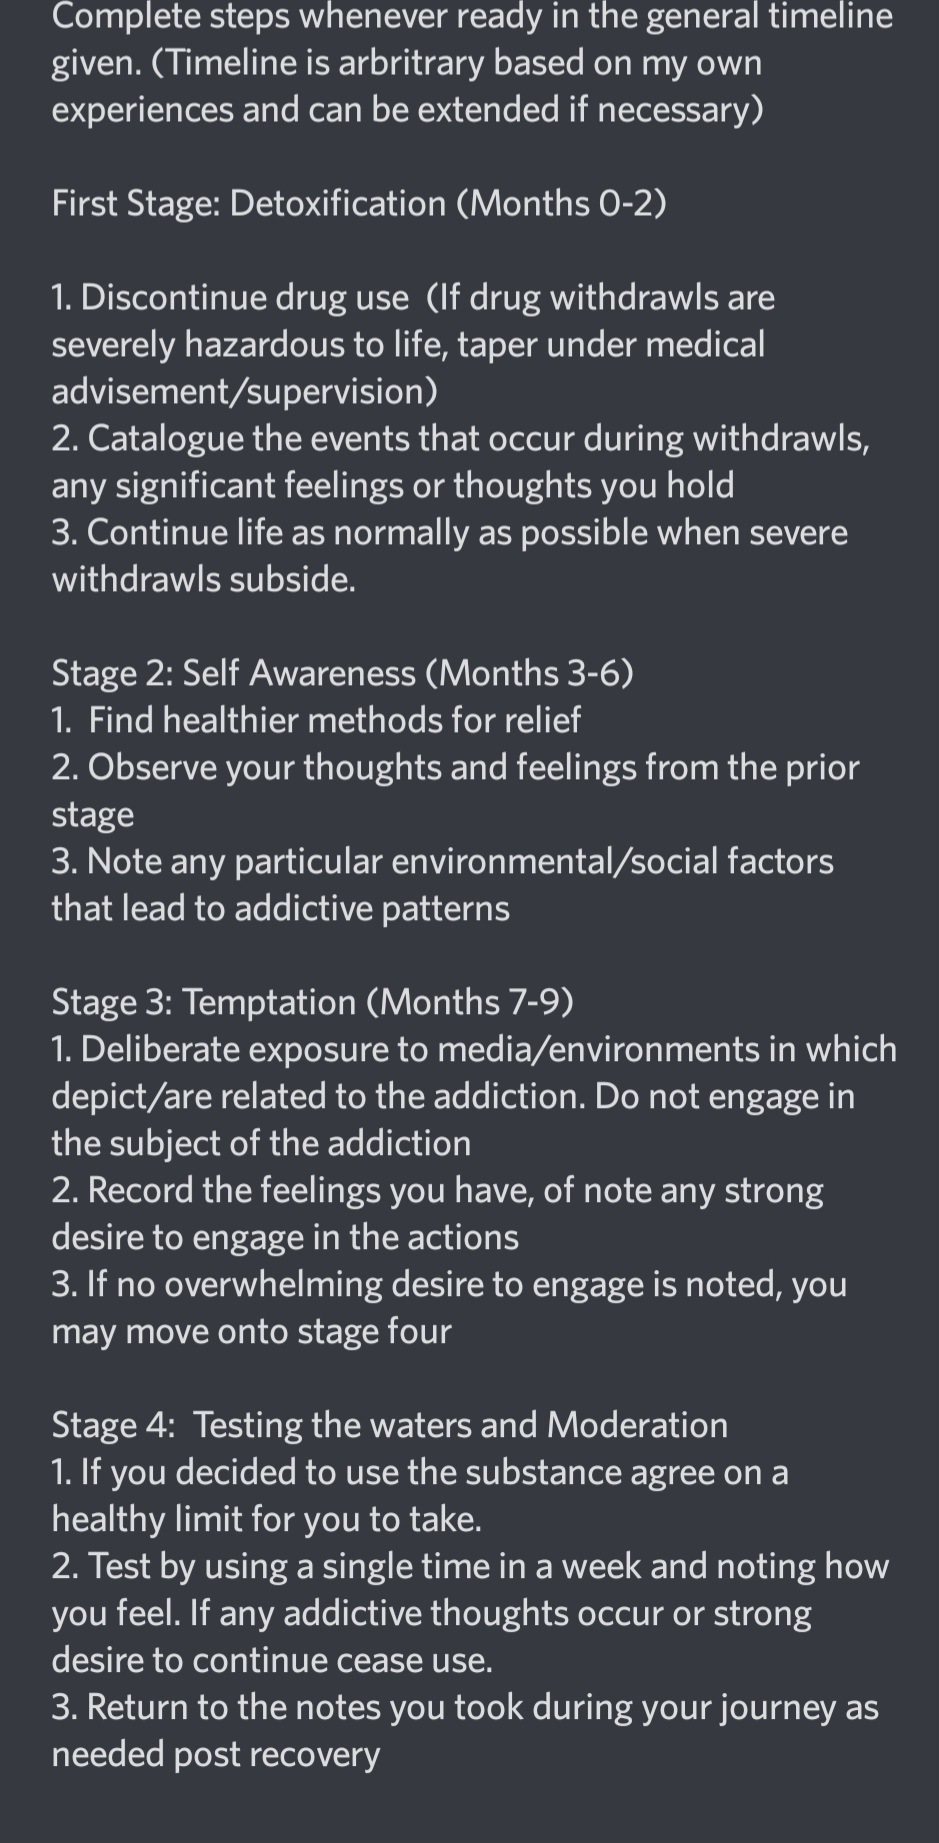 Complete steps whenever ready in the general timeline
given. (Timeline is arbritrary based on my own
experiences and can be extended if necessary)
First Stage: Detoxification (Months 0-2)
1. Discontinue drug use  (If drug withdrawls are
severely hazardous to life, taper under medical
advisement/supervision)
2. Catalogue the events that occur during withdrawls,
any significant feelings or thoughts you hold
3. Continue life as normally as possible when severe
withdrawls subside.
Stage 2: Self Awareness (Months 3-6)
1.  Find healthier methods for relief
2. Observe your thoughts and feelings from the prior
stage
3. Note any particular environmental/social factors
that lead to addictive patterns
Stage 3: Temptation (Months 7-9)
1. Deliberate exposure to media/environments in which
depict/are related to the addiction. Do not engage in
the subject of the addiction
2. Record the feelings you have, of note any strong
desire to engage in the actions
3. If no overwhelming desire to engage is noted, you
may move onto stage four
Stage 4:  Testing the waters and Moderation
1. If you decided to use the substance agree on a
healthy limit for you to take.
2. Test by using a single time in a week and noting how
you feel. If any addictive thoughts occur or strong
desire to continue cease use.
3. Return to the notes you took during your journey as
needed post recovery